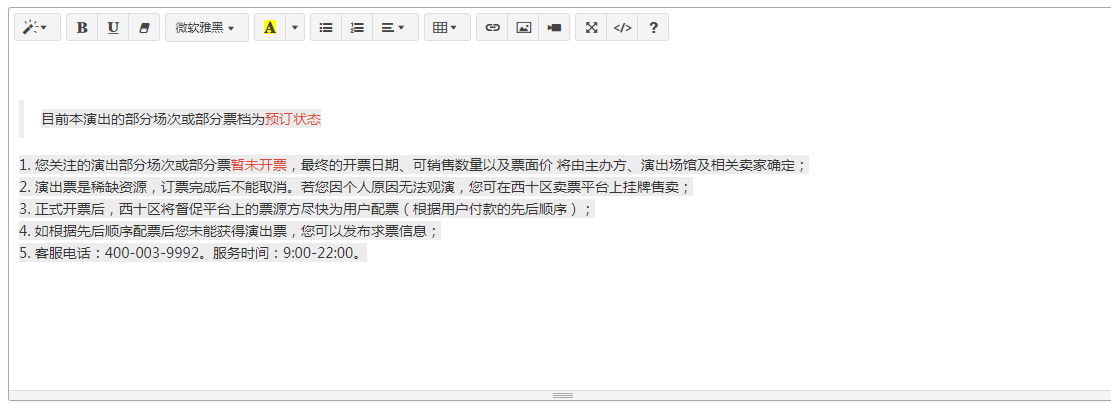 B U 微软雅黑 A </> ?
目前本演出的部分场次或部分票档为预订状态
1. 您关注的演出部分场次或部分票暂未开票，最终的开票日期、可销售数量以及票面价 将由主办方、演出场馆及相关卖家确定；
2. 演出票是稀缺资源，订票完成后不能取消。若您因个人原因无法观演，您可在西十区卖票平台上挂牌售卖；
3. 正式开票后，西十区将督促平台上的票源方尽快为用户配票（根据用户付款的先后顺序）；
4. 如根据先后顺序配票后您未能获得演出票，您可以发布求票信息；
5. 客服电话：400-003-9992。服务时间：9:00-22:00。